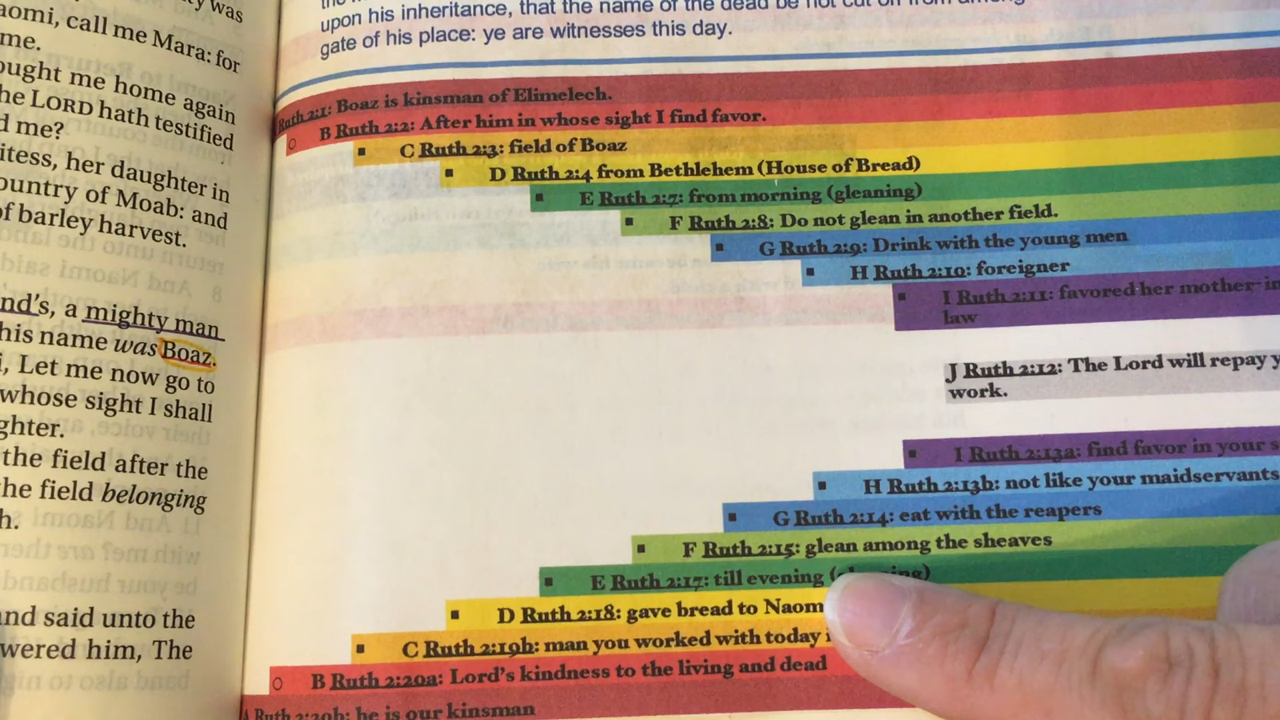 ty was
aomi, call me Mara: for
me.
ought me home again
he LORD hath testified
d me?
itess, her daughter in
ountry of Moab: and
of barley harvest.
nd's, a mighty man
his name was Boaz.
i, Let me now go to
whose sight I shall
ghter.
the field after the
he field belonging
h.
and said unto the
wered him, The
upon his inheritance, that the name of the dead be not cut off from among
gate of his place: ye are witnesses this day.
Ruth 2:1: Boaz is kinsman of Elimelech.
B Ruth 2:2: After him in whose sight I find favor.
C Ruth 2:3: field of Boaz
D Ruth 2:4 from Bethlehem (House of Bread)
E Ruth 2:7: from morning (gleaning)
F Ruth 2:8: Do not glean in another field.
G Ruth 2:9: Drink with the young men
H Ruth 2:10: foreigner
I Ruth 2:11: favored her mother-in
law
J Ruth 2:12: The Lord will repay y
work.
I Ruth 2:13a: find favor in your s
H Ruth 2:13b: not like your maidservants
G Ruth 2:14: eat with the reapers
F Ruth 2:15: glean among the sheaves
E Ruth 2:17: till evening
D Ruth 2:18: gave bread to Naom
C Ruth 2:19b: man you worked with today
B Ruth 2:20a: Lord's kindness to the living and dead
A Ruth 2:20b: he is our kinsman